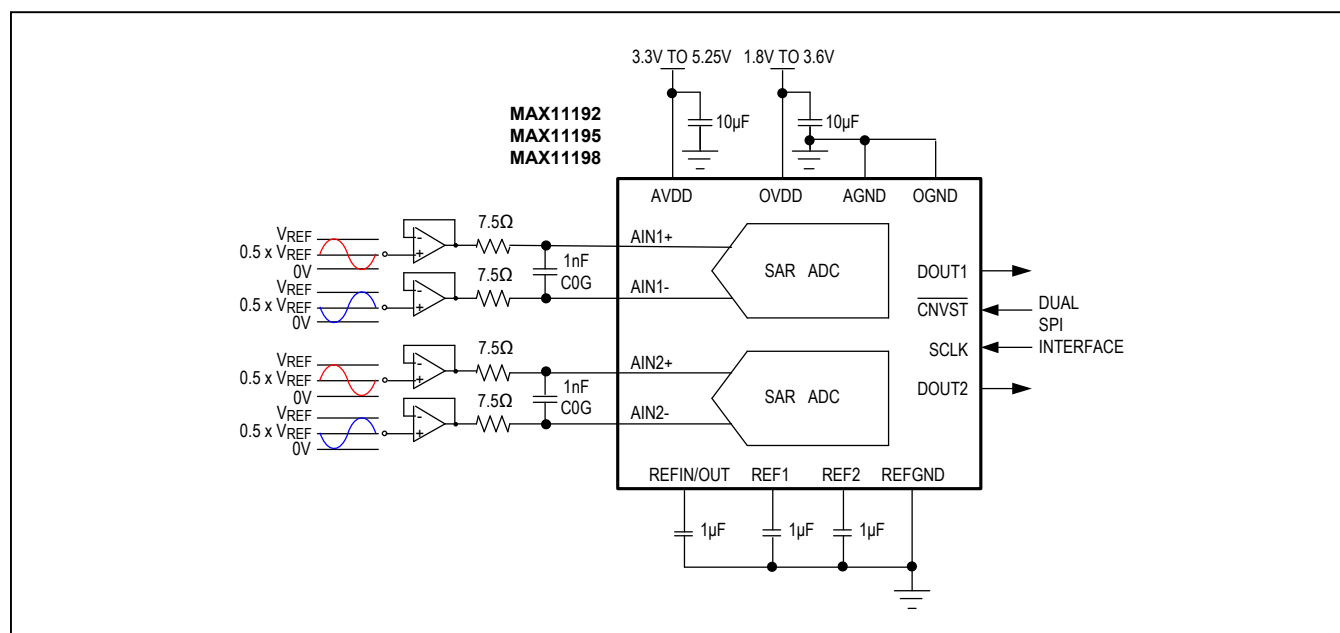 3.3V TO 5.25V 1.8V TO 3.6V
MAX11192
MAX11195
MAX11198
10µF 10µF
AVDD OVDD AGND OGND
VREF
0.5 x VREF
0V
7.5Ω
AIN1+
1nF
C0G
SAR ADC
VREF
0.5 x VREF
0V
7.5Ω
AIN1-
DOUT1
CNVST
DUAL
SPI
INTERFACE
SCLK
DOUT2
VREF
0.5 x VREF
0V
7.5Ω
AIN2+
1nF
C0G
SAR ADC
VREF
0.5 x VREF
0V
7.5Ω
AIN2-
REFIN/OUT REF1 REF2 REFGND
1µF 1µF 1µF